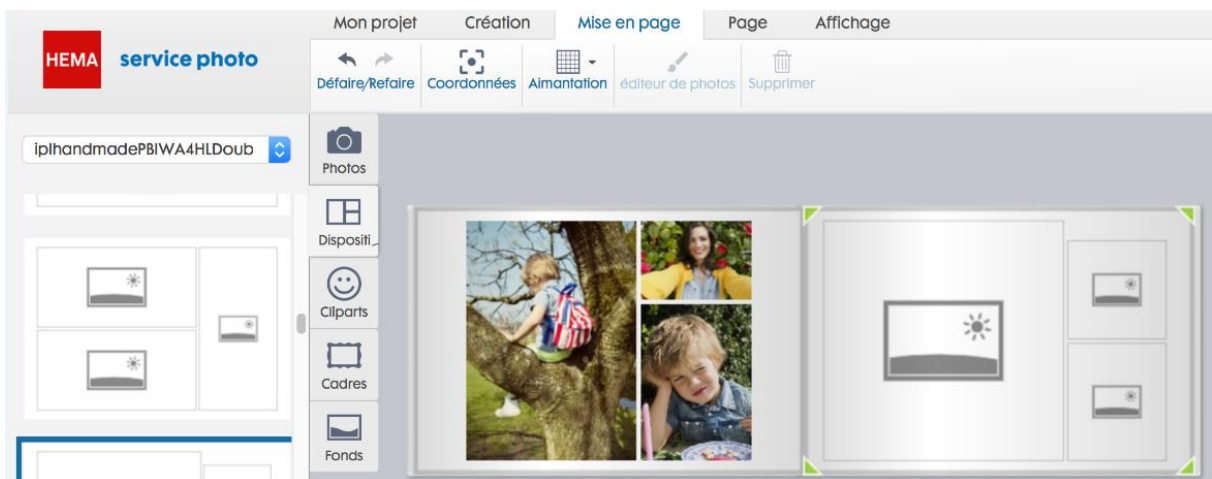 Mon projet Création Mise en page Page Affichage
HEMA service photo
Défaire/Refaire Coordonnées Aimantation éditeur de photos Supprimer
iplhandmadePBIWA4HLDoub
Photos
Dispositi...
Cliparts
Cadres
Fonds